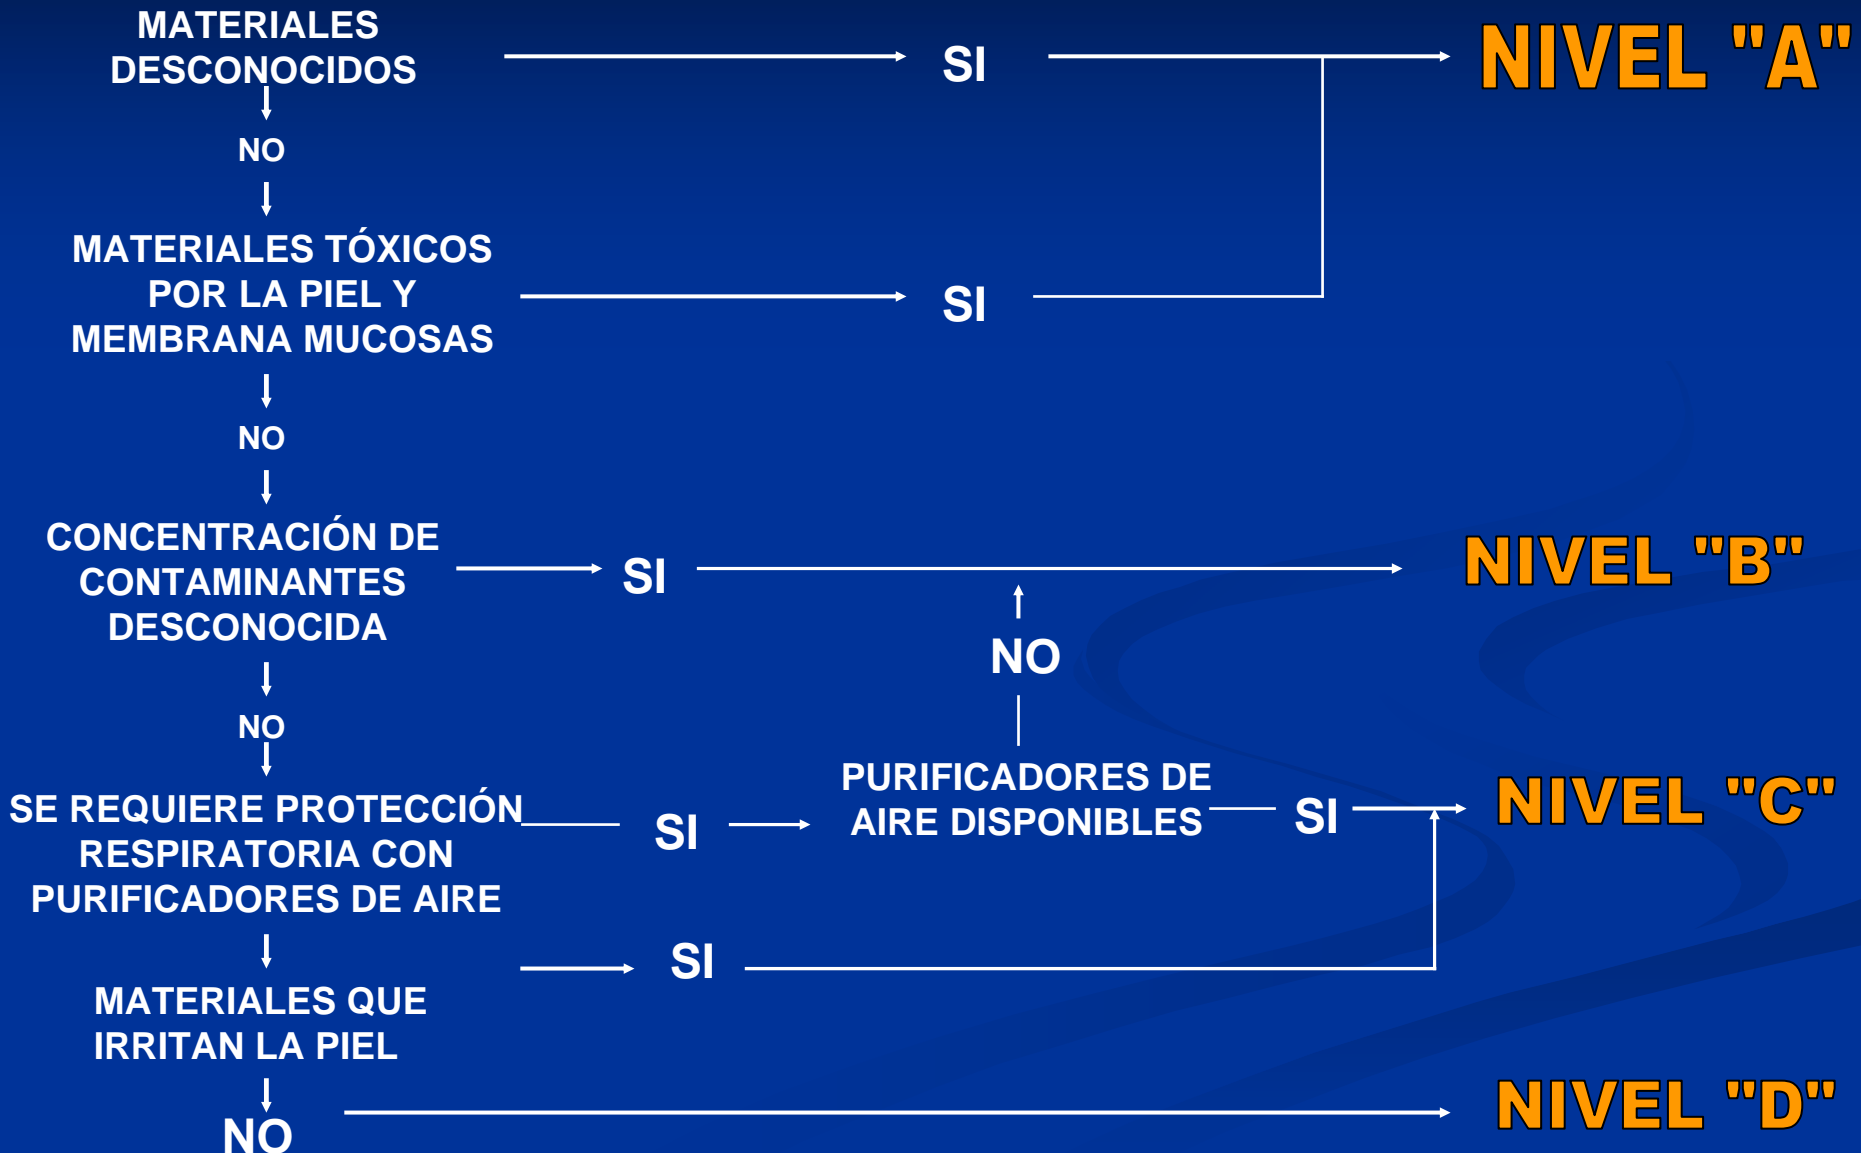 MATERIALES
DESCONOCIDOS
SI
NIVEL "A"
NO
MATERIALES TÓXICOS
POR LA PIEL Y
MEMBRANA MUCOSAS
SI
NO
CONCENTRACIÓN DE
CONTAMINANTES
DESCONOCIDA
SI
NIVEL "B"
NO
NO
SE REQUIERE PROTECCIÓN
RESPIRATORIA CON
PURIFICADORES DE AIRE
SI
PURIFICADORES DE
AIRE DISPONIBLES
SI
NIVEL "C"
SI
MATERIALES QUE
IRRITAN LA PIEL
NO
NIVEL "D"